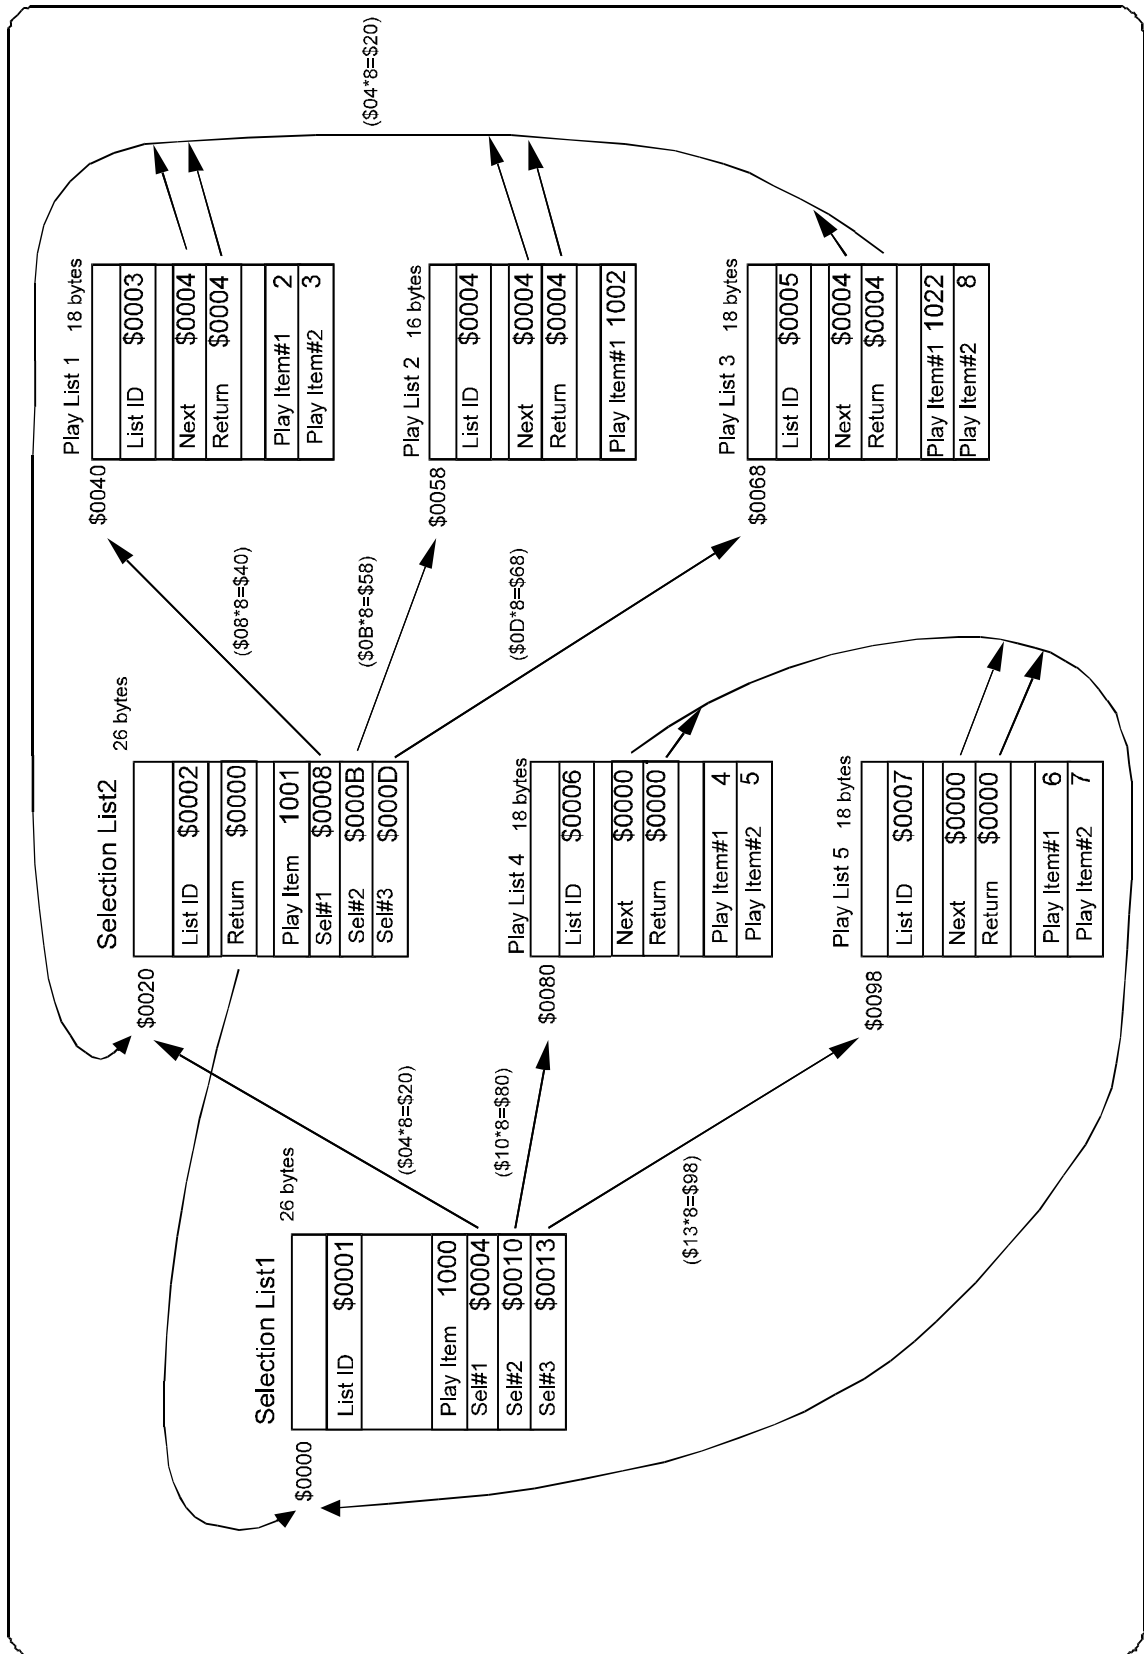 Selection List1
26 bytes
$0000
List ID $0001
Play Item 1000
Sel#1 $0004
Sel#2 $0010
Sel#3 $0013
($04*8=$20)
($10*8=$80)
($13*8=$98)
Selection List2
26 bytes
$0020
List ID $0002
Return $0000
Play Item 1001
Sel#1 $0008
Sel#2 $000B
Sel#3 $000D
($08*8=$40)
($0B*8=$58)
($0D*8=$68)
Play List 4 18 bytes
$0080
List ID $0006
Next $0000
Return $0000
Play Item#1 4
Play Item#2 5
Play List 5 18 bytes
$0098
List ID $0007
Next $0000
Return $0000
Play Item#1 6
Play Item#2 7
Play List 1 18 bytes
$0040
List ID $0003
Next $0004
Return $0004
Play Item#1 2
Play Item#2 3
Play List 2 16 bytes
$0058
List ID $0004
Next $0004
Return $0004
Play Item#1 1002
Play List 3 18 bytes
$0068
List ID $0005
Next $0004
Return $0004
Play Item#1 1022
Play Item#2 8
($04*8=$20)